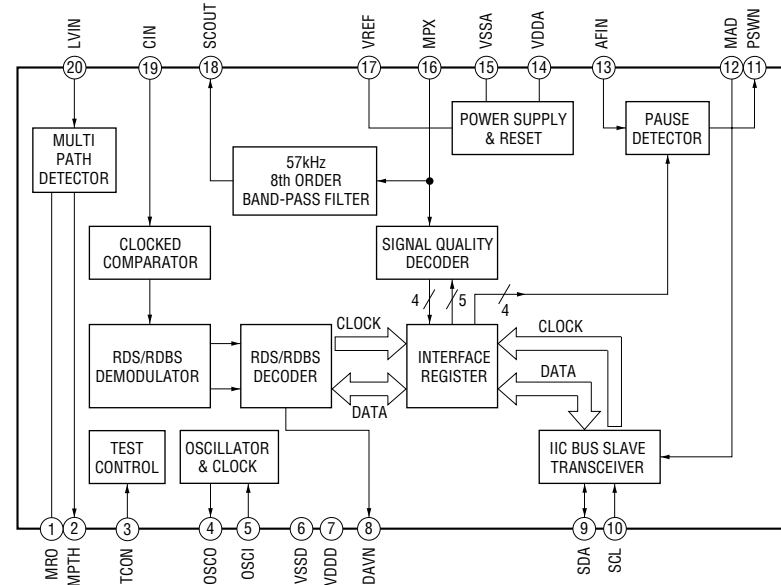 LVIN
CIN
SCOUT
VREF
MPX
VSSA
VDDA
AFIN
MAD
PSWN
20
19
18
17
16
15
14
13
12
11
MULTI
PATH
DETECTOR
57kHz
8th ORDER
BAND-PASS FILTER
POWER SUPPLY
& RESET
PAUSE
DETECTOR
CLOCKED
COMPARATOR
SIGNAL QUALITY
DECODER
4
5
4
RDS/RDBS
DEMODULATOR
RDS/RDBS
DECODER
CLOCK
DATA
INTERFACE
REGISTER
CLOCK
DATA
TEST
CONTROL
OSCILLATOR
& CLOCK
IIC BUS SLAVE
TRANSCEIVER
1
2
3
4
5
6
7
8
9
10
MRO
MPTH
TCON
OSCO
OSCI
VSSD
VDDD
DAVN
SDA
SCL